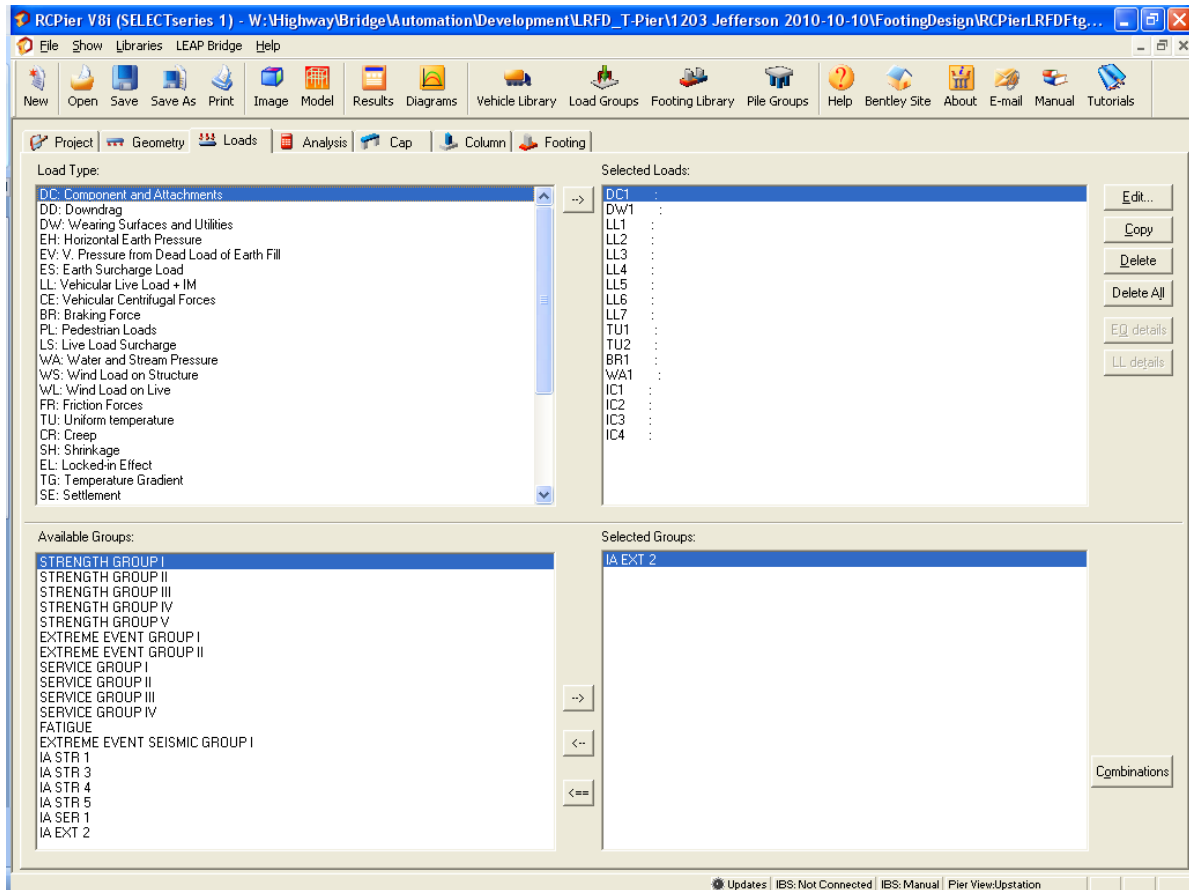 RCPier V8i (SELECTseries 1) - W:\Highway\Bridge\Automation\Development\LRFD_T-Pier\1203 Jefferson 2010-10-10\FootingDesign\RCPierLRFDFtg...
File Show Libraries LEAP Bridge Help
New Open Save Save As Print Image Model Results Diagrams Vehicle Library Load Groups Footing Library Pile Groups Help Bentley Site About E-mail Manual Tutorials
Project Geometry Loads Analysis Cap Column Footing
Load Type:
DC: Component and Attachments
DD: Downdrag
DW: Wearing Surfaces and Utilities
EH: Horizontal Earth Pressure
EV: V. Pressure from Dead Load of Earth Fill
ES: Earth Surcharge Load
LL: Vehicular Live Load + IM
CE: Vehicular Centrifugal Forces
BR: Braking Force
PL: Pedestrian Loads
LS: Live Load Surcharge
WA: Water and Stream Pressure
WS: Wind Load on Structure
WL: Wind Load on Live
FR: Friction Forces
TU: Uniform temperature
CR: Creep
SH: Shrinkage
EL: Locked-in Effect
TG: Temperature Gradient
SE: Settlement
-->
Selected Loads:
DC1 :
DW1 :
LL1 :
LL2 :
LL3 :
LL4 :
LL5 :
LL6 :
LL7 :
TU1 :
TU2 :
BR1 :
WA1 :
IC1 :
IC2 :
IC3 :
IC4 :
Edit...
Copy
Delete
Delete All
EQ details
LL details
Available Groups:
STRENGTH GROUP I
STRENGTH GROUP II
STRENGTH GROUP III
STRENGTH GROUP IV
STRENGTH GROUP V
EXTREME EVENT GROUP I
EXTREME EVENT GROUP II
SERVICE GROUP I
SERVICE GROUP II
SERVICE GROUP III
SERVICE GROUP IV
FATIGUE
EXTREME EVENT SEISMIC GROUP I
IA STR 1
IA STR 3
IA STR 4
IA STR 5
IA SER 1
IA EXT 2
-->
<--
<==
Selected Groups:
IA EXT 2
Combinations
Updates IBS: Not Connected IBS: Manual Pier View:Upstation